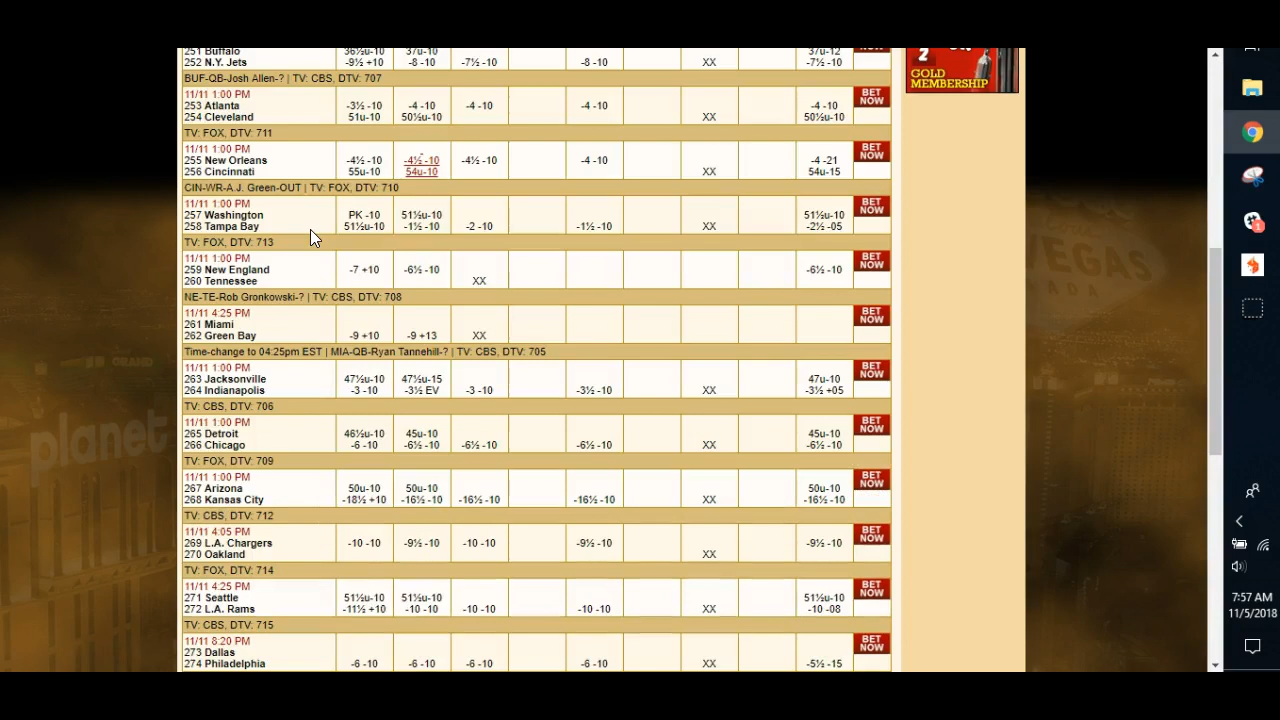 251 Buffalo 36½u-10 37u-10 37u-12 NOW
252 N.Y. Jets -9½ +10 -8 -10 -7½ -10 -8 -10 XX -7½ -10
BUF-QB-Josh Allen-? | TV: CBS, DTV: 707
11/11 1:00 PM BET NOW
253 Atlanta -3½ -10 -4 -10 -4 -10 -4 -10 -4 -10
254 Cleveland 51u-10 50½u-10 XX 50½u-10
TV: FOX, DTV: 711
11/11 1:00 PM BET NOW
255 New Orleans -4½ -10 -4½ -10 -4½ -10 -4 -10 -4 -21
256 Cincinnati 55u-10 54u-10 XX 54u-15
CIN-WR-A.J. Green-OUT | TV: FOX, DTV: 710
11/11 1:00 PM BET NOW
257 Washington PK -10 51½u-10 51½u-10
258 Tampa Bay 51½u-10 -1½ -10 -2 -10 -1½ -10 XX -2½ -05
TV: FOX, DTV: 713
11/11 1:00 PM BET NOW
259 New England -7 +10 -6½ -10 -6½ -10
260 Tennessee XX
NE-TE-Rob Gronkowski-? | TV: CBS, DTV: 708
11/11 4:25 PM BET NOW
261 Miami
262 Green Bay -9 +10 -9 +13 XX
Time-change to 04:25pm EST | MIA-QB-Ryan Tannehill-? | TV: CBS, DTV: 705
11/11 1:00 PM BET NOW
263 Jacksonville 47½u-10 47½u-15 47u-10
264 Indianapolis -3 -10 -3½ EV -3 -10 -3½ -10 XX -3½ +05
TV: CBS, DTV: 706
11/11 1:00 PM BET NOW
265 Detroit 46½u-10 45u-10 45u-10
266 Chicago -6 -10 -6½ -10 -6½ -10 -6½ -10 XX -6½ -10
TV: FOX, DTV: 709
11/11 1:00 PM BET NOW
267 Arizona 50u-10 50u-10 50u-10
268 Kansas City -18½ +10 -16½ -10 -16½ -10 -16½ -10 XX -16½ -10
TV: CBS, DTV: 712
11/11 4:05 PM BET NOW
269 L.A. Chargers -10 -10 -9½ -10 -10 -10 -9½ -10 -9½ -10
270 Oakland XX
TV: FOX, DTV: 714
11/11 4:25 PM BET NOW
271 Seattle 51½u-10 51½u-10 51½u-10
272 L.A. Rams -11½ +10 -10 -10 -10 -10 -10 -10 XX -10 -08
TV: CBS, DTV: 715
11/11 8:20 PM BET NOW
273 Dallas
274 Philadelphia -6 -10 -6 -10 -6 -10 -6 -10 XX -5½ -15
2
GOLD
MEMBERSHIP
planet
VEGAS
7:57 AM
11/5/2018